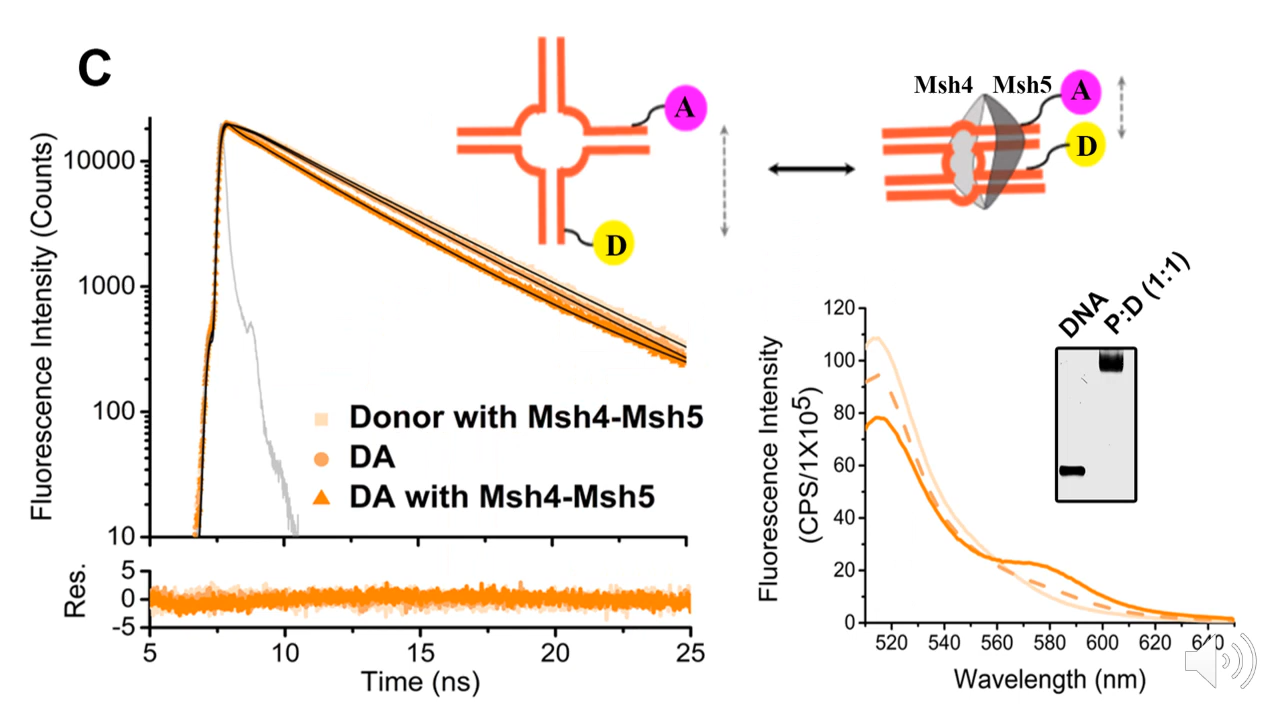 C
Fluorescence Intensity (Counts)
10000
1000
100
10
Donor with Msh4-Msh5
DA
DA with Msh4-Msh5
Res.
5
0
-5
5
10
15
20
25
Time (ns)
A
D
Msh4 Msh5
A
D
Fluorescence Intensity
(CPS/1X10⁵)
120
100
80
60
40
20
0
DNA
P:D (1:1)
520 540 560 580 600 620 640
Wavelength (nm)